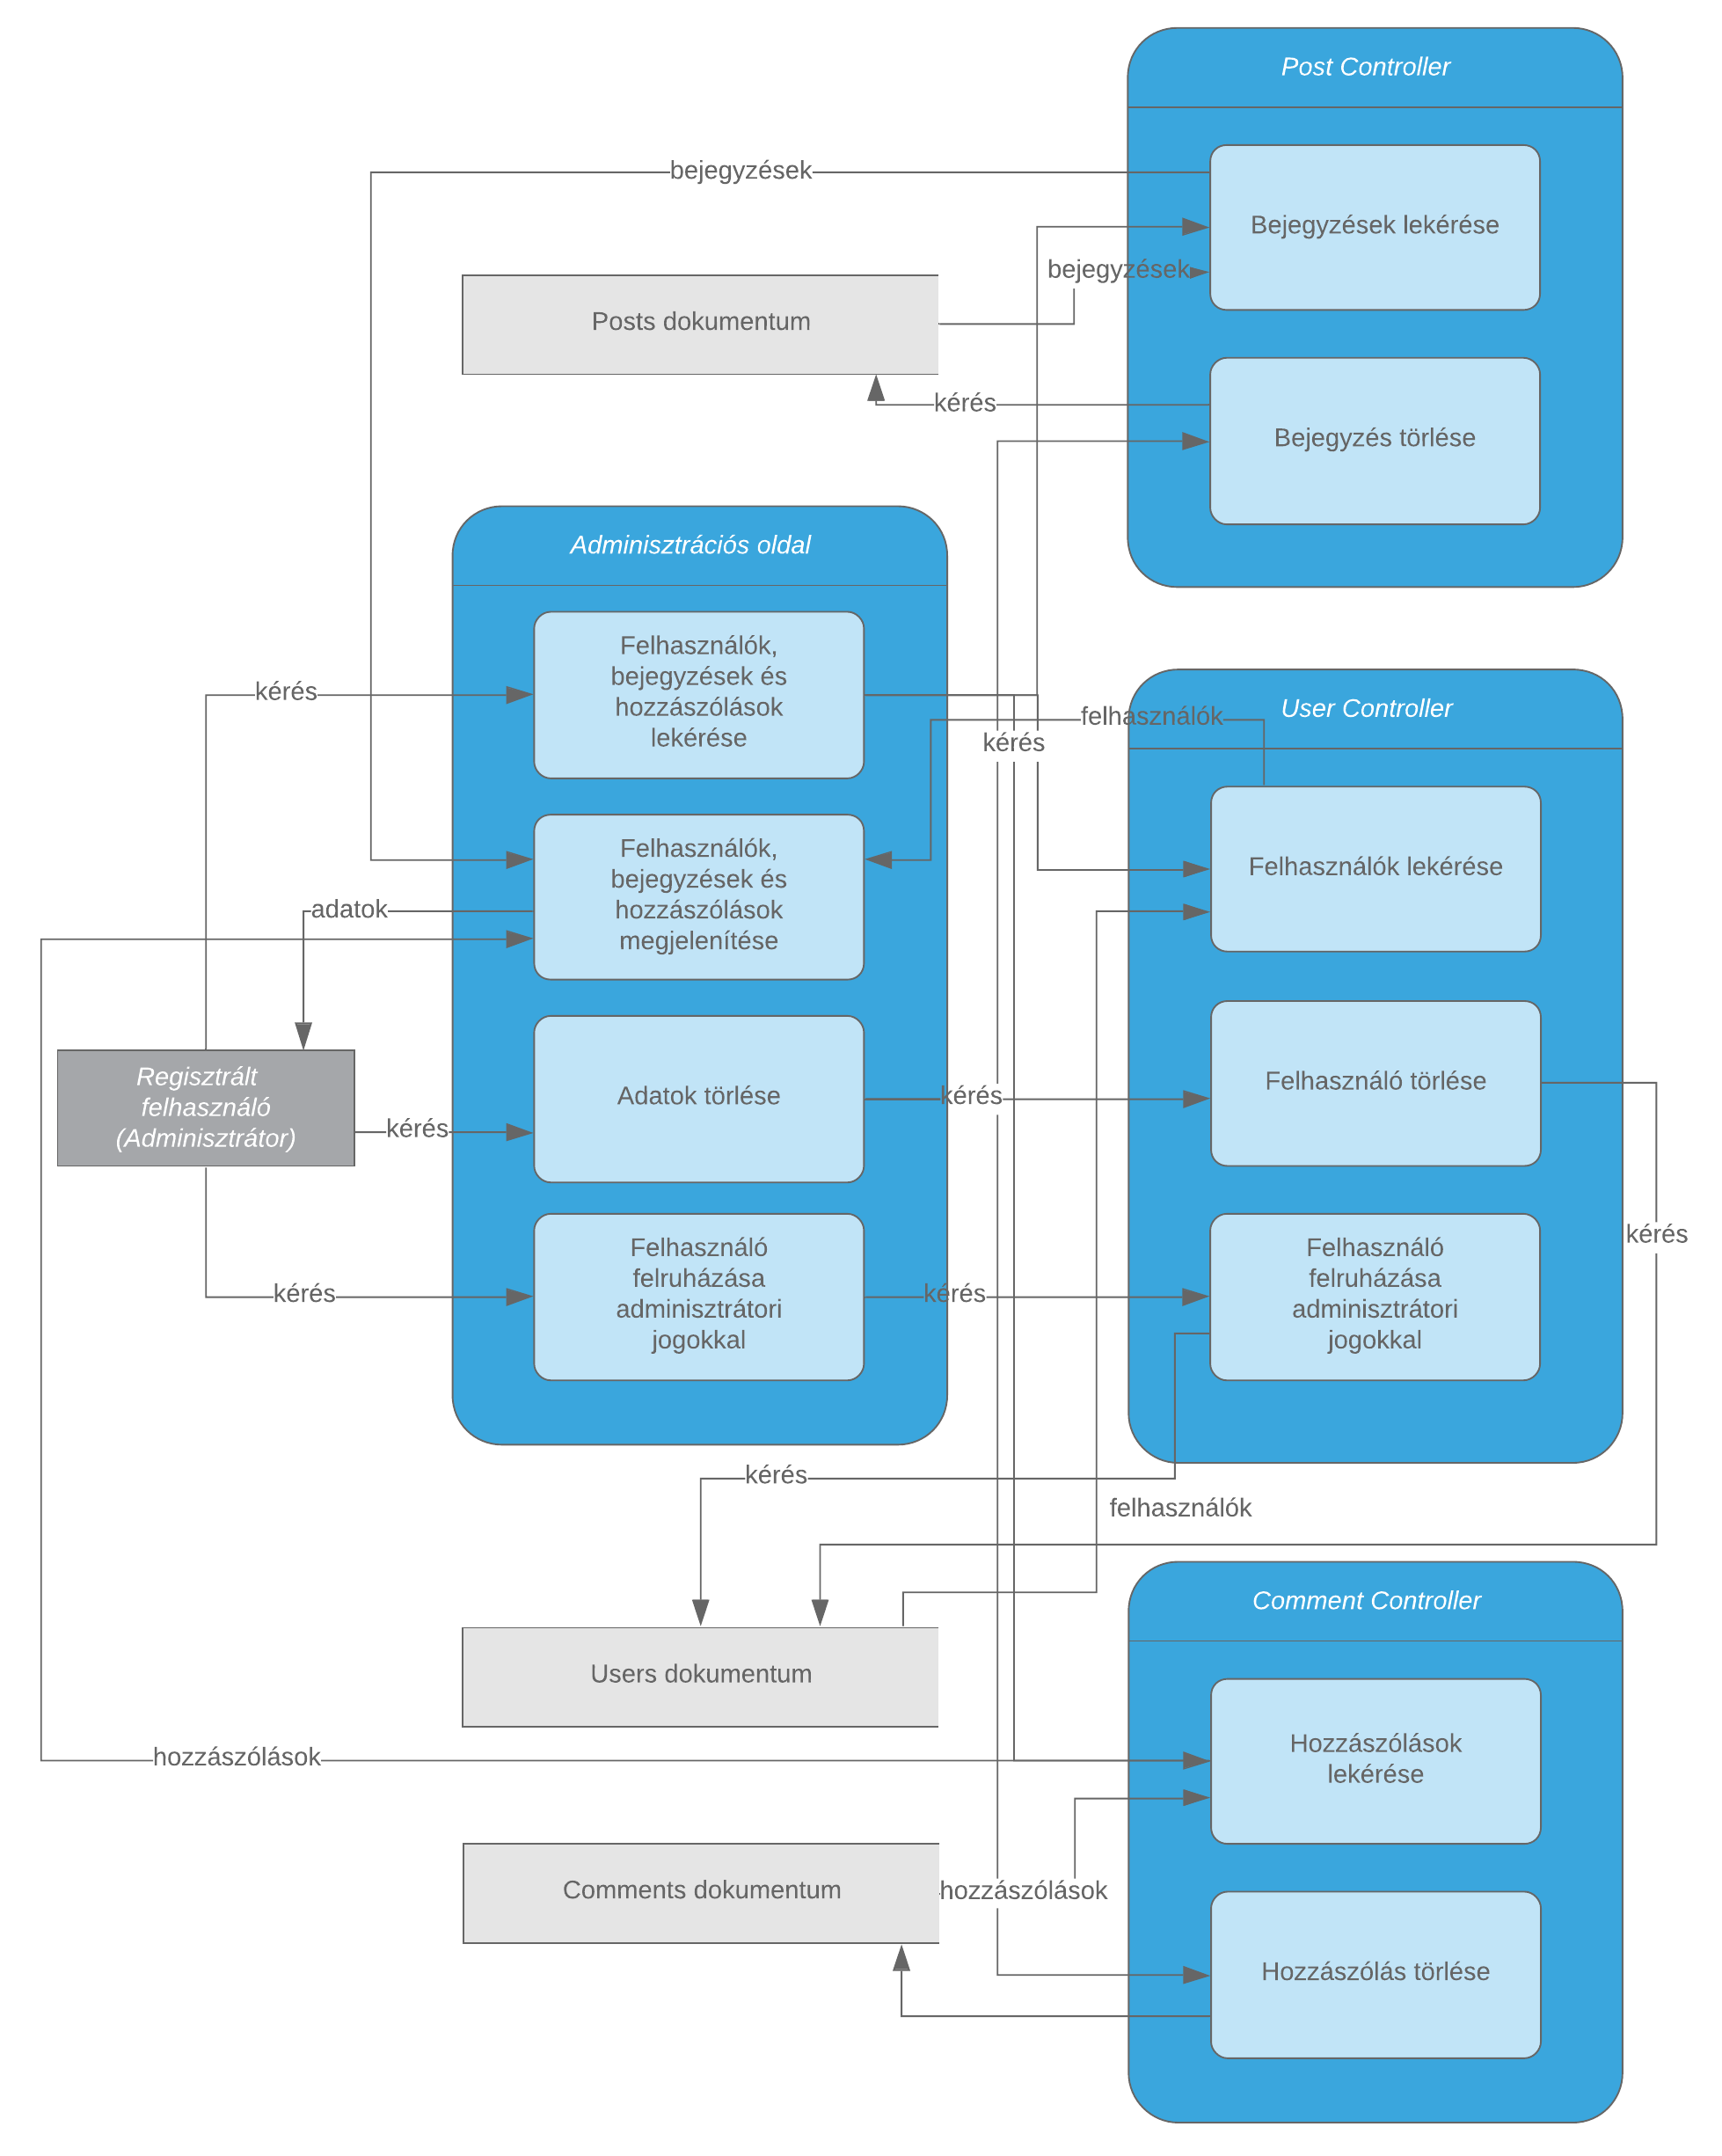 Post Controller
bejegyzések
Bejegyzések lekérése
bejegyzések
Posts dokumentum
kérés
Bejegyzés törlése
Adminisztrációs oldal
Felhasználók,
bejegyzések és
hozzászólások
lekérése
kérés
kérés
felhasználók
User Controller
Felhasználók,
bejegyzések és
hozzászólások
megjelenítése
Felhasználók lekérése
adatok
Regisztrált
felhasználó
(Adminisztrátor)
kérés
Adatok törlése
kérés
Felhasználó törlése
kérés
kérés
Felhasználó
felruházása
adminisztrátori
jogokkal
kérés
Felhasználó
felruházása
adminisztrátori
jogokkal
kérés
felhasználók
Comment Controller
Users dokumentum
hozzászólások
Hozzászólások
lekérése
Comments dokumentum
hozzászólások
Hozzászólás törlése